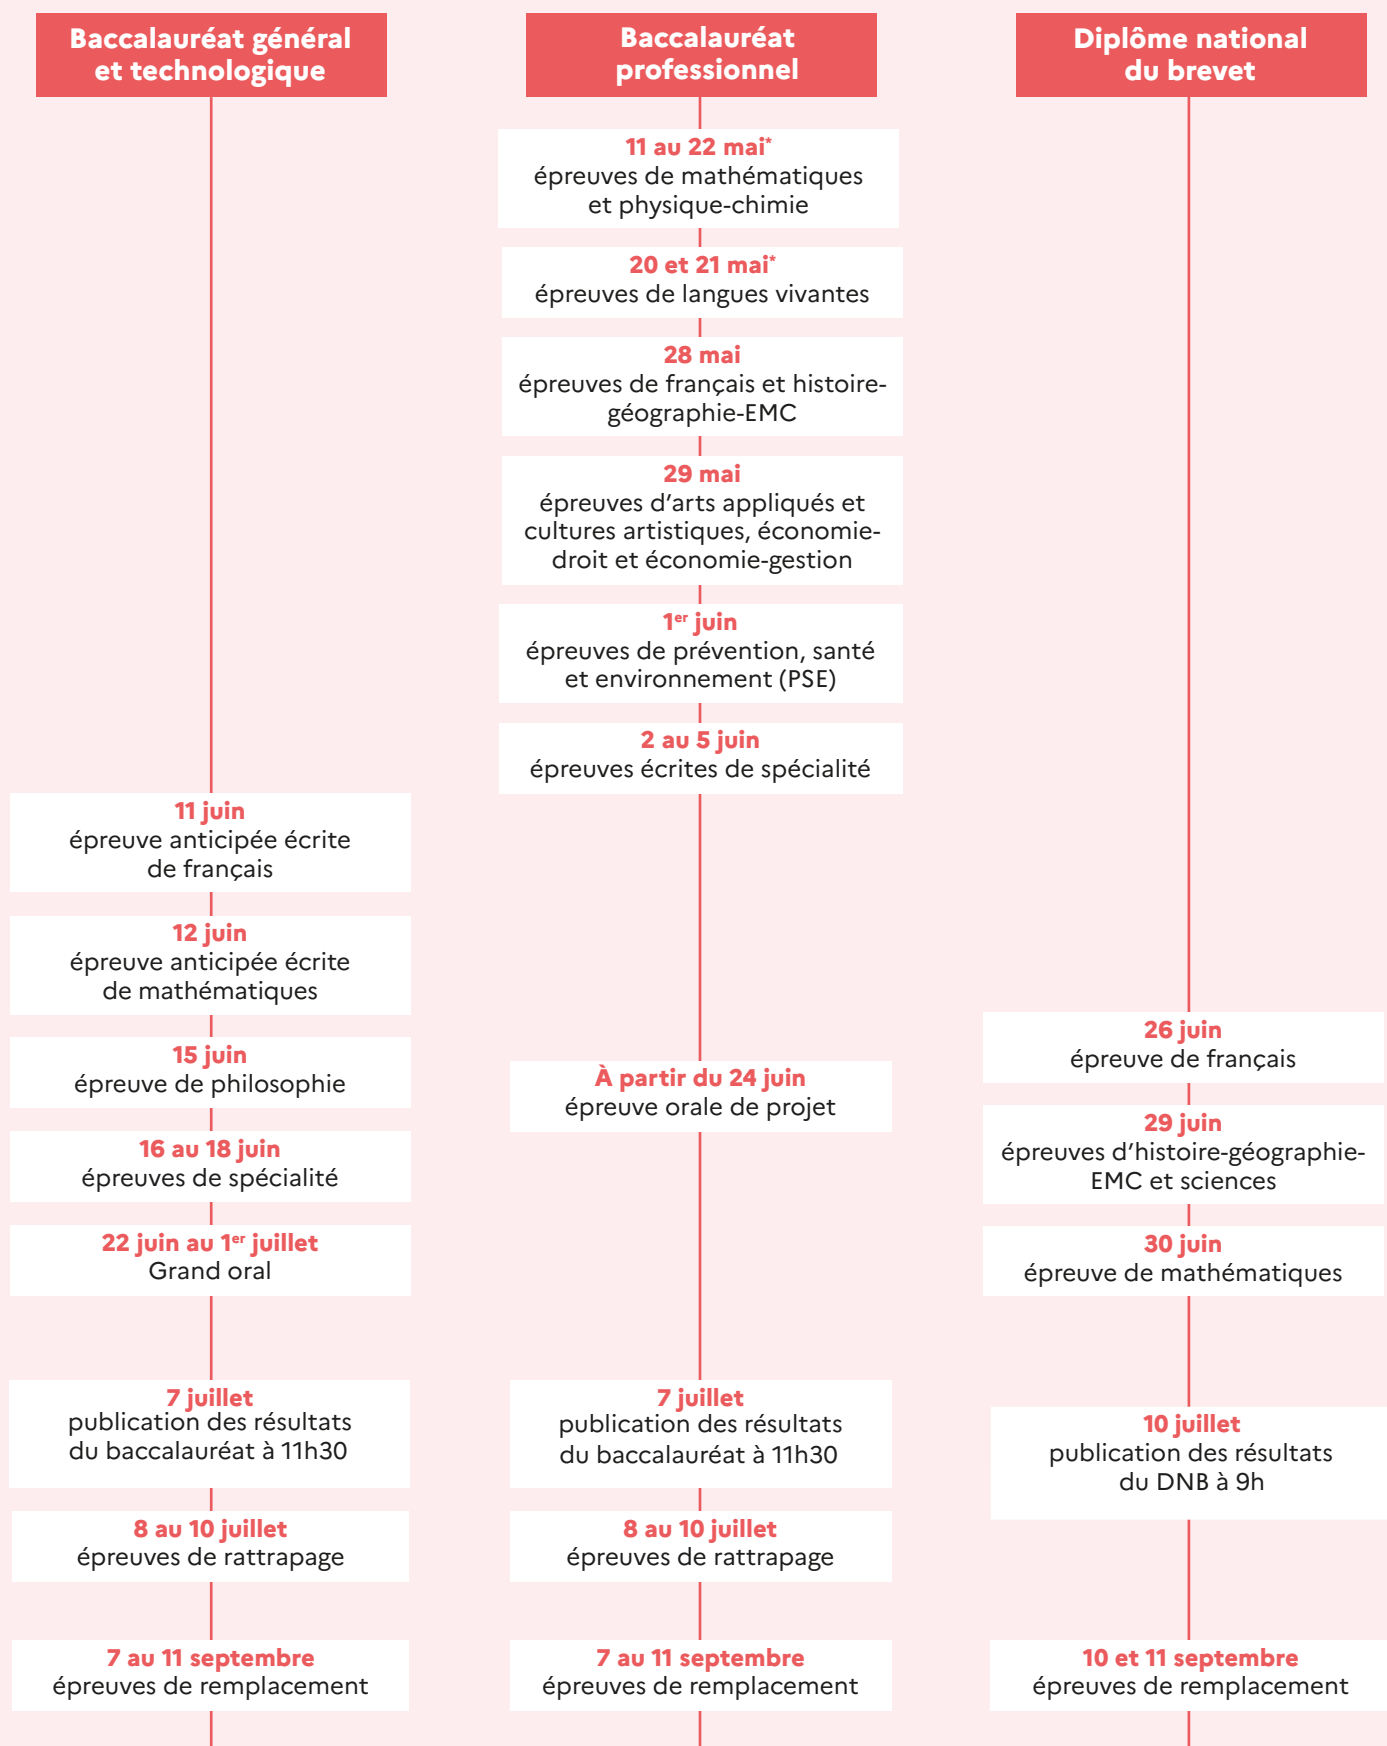 Baccalauréat général
et technologique
11 juin
épreuve anticipée écrite
de français
12 juin
épreuve anticipée écrite
de mathématiques
15 juin
épreuve de philosophie
16 au 18 juin
épreuves de spécialité
22 juin au 1er juillet
Grand oral
7 juillet
publication des résultats
du baccalauréat à 11h30
8 au 10 juillet
épreuves de rattrapage
7 au 11 septembre
épreuves de remplacement
Baccalauréat
professionnel
11 au 22 mai*
épreuves de mathématiques
et physique-chimie
20 et 21 mai*
épreuves de langues vivantes
28 mai
épreuves de français et histoire-
géographie-EMC
29 mai
épreuves d’arts appliqués et
cultures artistiques, économie-
droit et économie-gestion
1er juin
épreuves de prévention, santé
et environnement (PSE)
2 au 5 juin
épreuves écrites de spécialité
À partir du 24 juin
épreuve orale de projet
7 juillet
publication des résultats
du baccalauréat à 11h30
8 au 10 juillet
épreuves de rattrapage
7 au 11 septembre
épreuves de remplacement
Diplôme national
du brevet
26 juin
épreuve de français
29 juin
épreuves d’histoire-géographie-
EMC et sciences
30 juin
épreuve de mathématiques
10 juillet
publication des résultats
du DNB à 9h
10 et 11 septembre
épreuves de remplacement